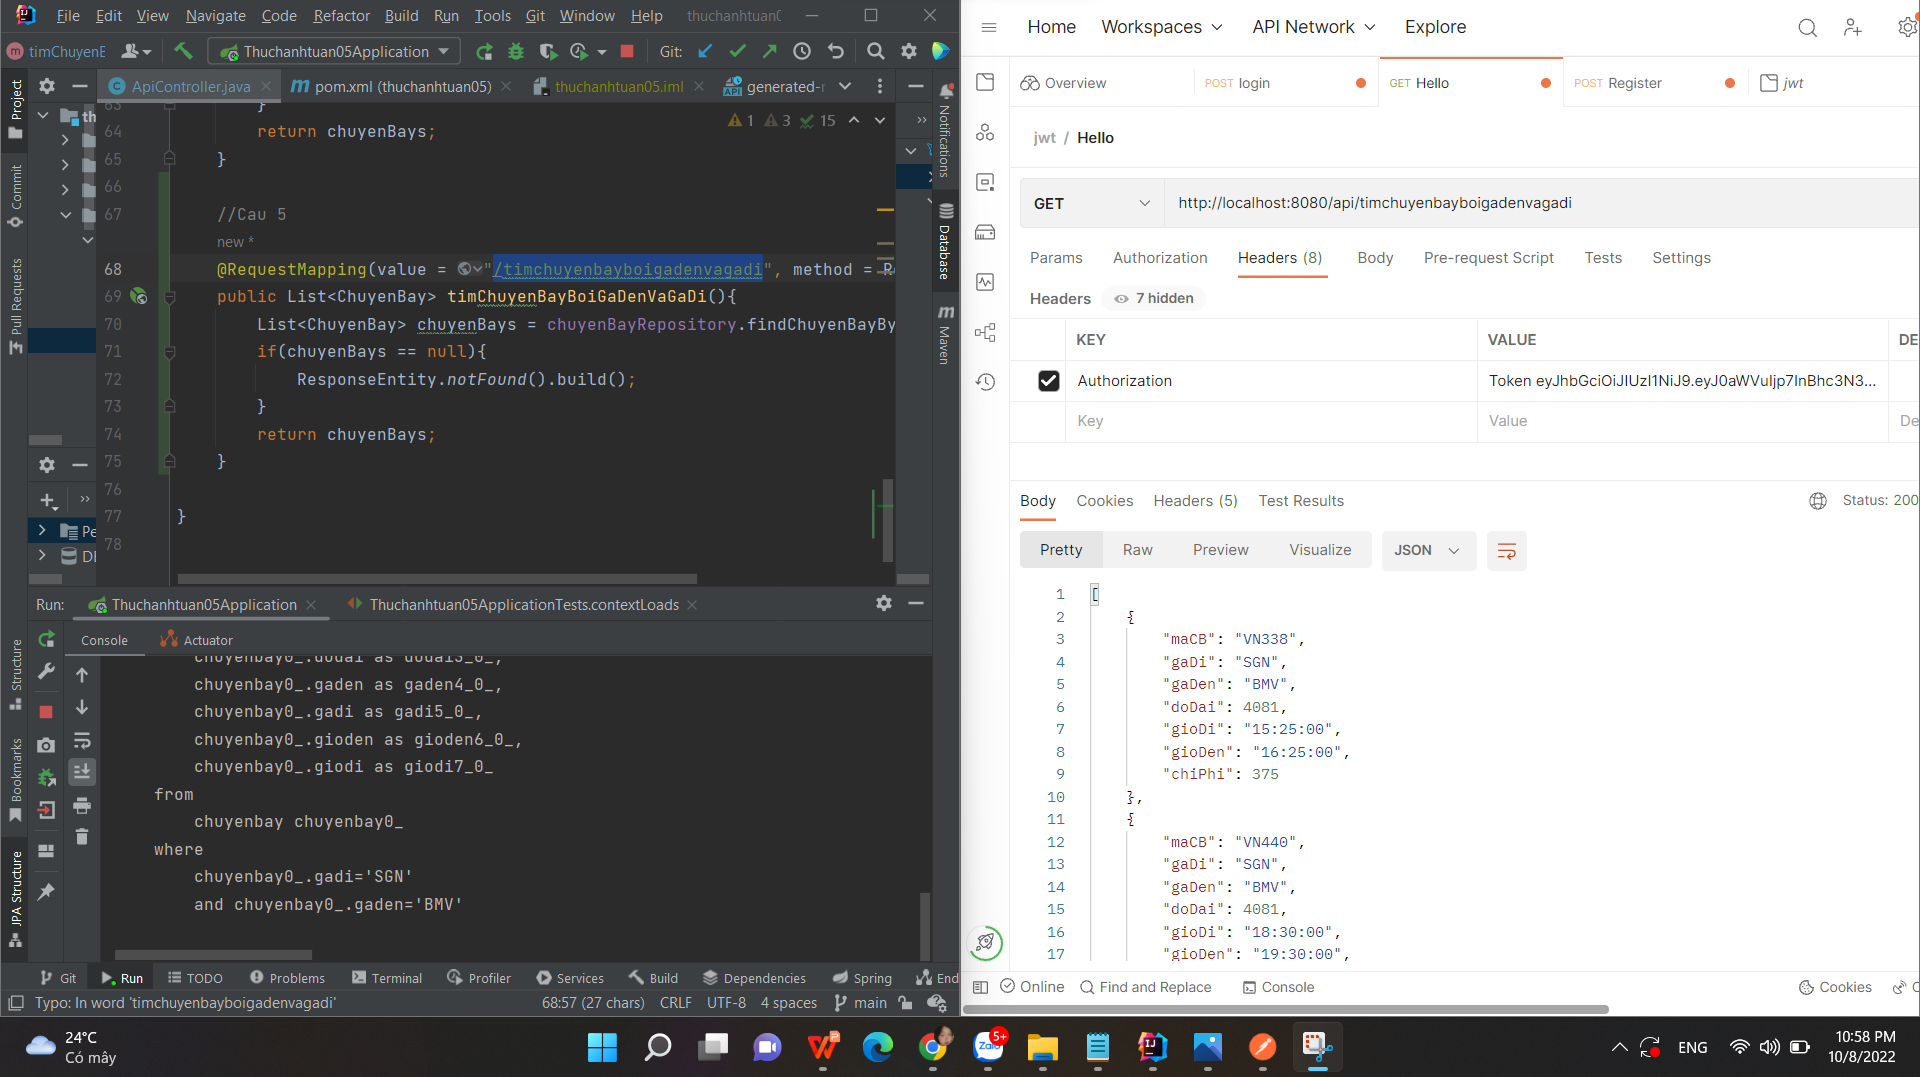 File Edit View Navigate Code Refactor Build Run Tools Git Window Help
timChuyenE
Thuchanhtuan05Application
Git:
Project
Commit
Pull Requests
Structure
Bookmarks
JPA Structure
ApiController.java
pom.xml (thuchanhtuan05)
thuchanhtuan05.iml
th
Pe
1 3 15
63 }
64 return chuyenBays;
65 }
66
67 //Cau 5
new *
68 @RequestMapping(value = "/timchuyenbayboigadenvagadi", method =
69 public List<ChuyenBay> timChuyenBayBoiGaDenVaGaDi(){
70 List<ChuyenBay> chuyenBays = chuyenBayRepository.findChuyenBayBy
71 if(chuyenBays == null){
72 ResponseEntity.notFound().build();
73 }
74 return chuyenBays;
75 }
76
77 }
78
Notifications
Database
Maven
Run: Thuchanhtuan05Application Thuchanhtuan05ApplicationTests.contextLoads
Console Actuator
chuyenbay0_.dodai as dodai3_0_,
chuyenbay0_.gaden as gaden4_0_,
chuyenbay0_.gadi as gadi5_0_,
chuyenbay0_.gioden as gioden6_0_,
chuyenbay0_.giodi as giodi7_0_
from
chuyenbay chuyenbay0_
where
chuyenbay0_.gadi='SGN'
and chuyenbay0_.gaden='BMV'
Git Run TODO Problems Terminal Profiler Services Build Dependencies Spring End
Typo: In word 'timchuyenbayboigadenvagadi' 68:57 (27 chars) CRLF UTF-8 4 spaces main
Home Workspaces API Network Explore
Overview POST login GET Hello POST Register jwt
jwt / Hello
GET http://localhost:8080/api/timchuyenbayboigadenvagadi
Params Authorization Headers (8) Body Pre-request Script Tests Settings
Headers 7 hidden
KEY VALUE DE
Authorization Token eyJhbGciOiJIUzI1NiJ9.eyJ0aWVuIjp7InBhc3N3...
Key Value De
Body Cookies Headers (5) Test Results Status: 200
Pretty Raw Preview Visualize JSON
1 [
2 {
3 "maCB": "VN338",
4 "gaDi": "SGN",
5 "gaDen": "BMV",
6 "doDai": 4081,
7 "gioDi": "15:25:00",
8 "gioDen": "16:25:00",
9 "chiPhi": 375
10 },
11 {
12 "maCB": "VN440",
13 "gaDi": "SGN",
14 "gaDen": "BMV",
15 "doDai": 4081,
16 "gioDi": "18:30:00",
17 "gioDen": "19:30:00",
Online Find and Replace Console Cookies
24°C
Có mây
Zalo
5+
ENG
10:58 PM
10/8/2022